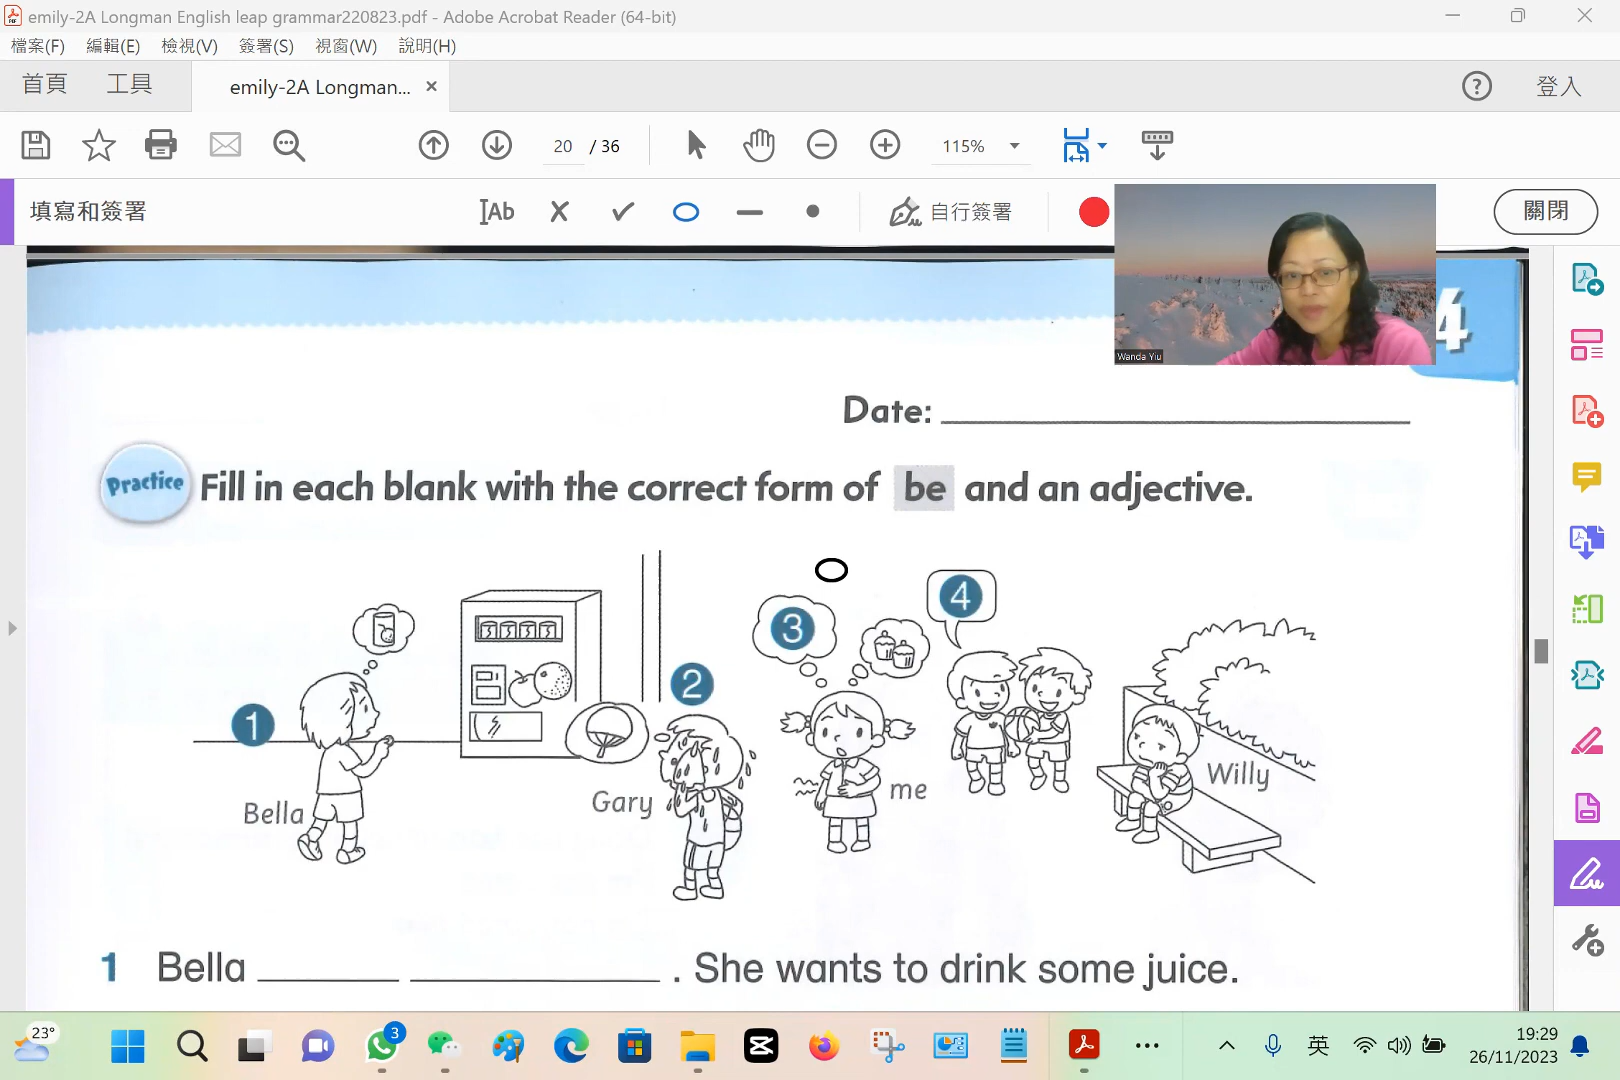 emily-2A Longman English leap grammar220823.pdf - Adobe Acrobat Reader (64-bit)
檔案(F) 編輯(E) 檢視(V) 簽署(S) 視窗(W) 說明(H)
首頁 工具 emily-2A Longman... × ? 登入
20 / 36 115%
填寫和簽署 Ab 自行簽署 關閉
Wanda Yiu
4
Date:
Practice Fill in each blank with the correct form of be and an adjective.
1 2 3 4
Bella Gary me Willy
1 Bella ______ ______ . She wants to drink some juice.
23° 3 英 19:29
26/11/2023